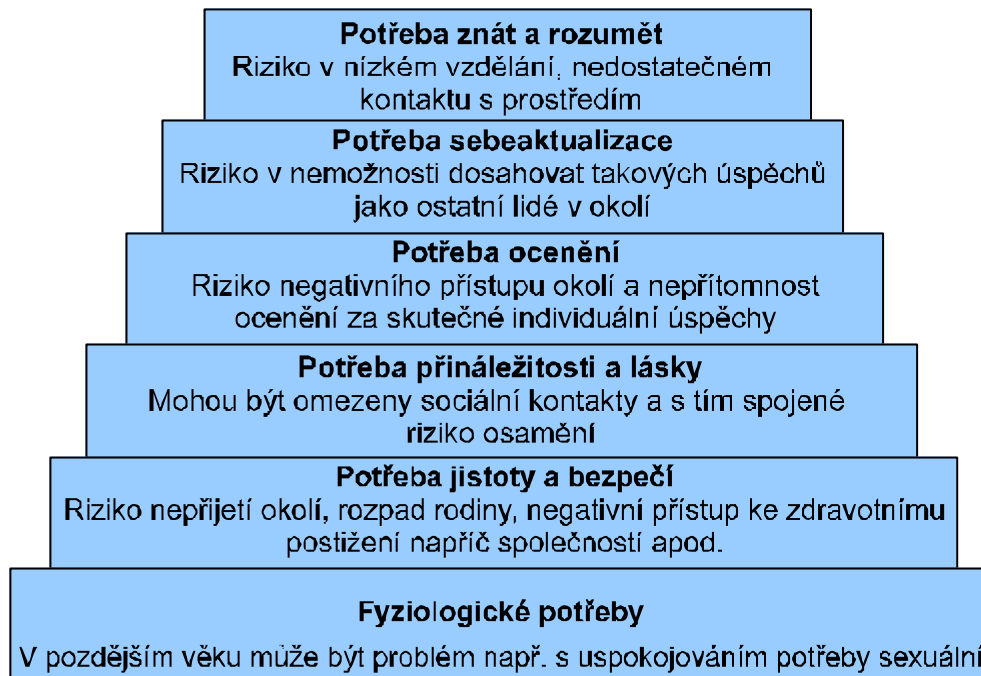 Potřeba znát a rozumět
Riziko v nízkém vzdělání, nedostatečném
kontaktu s prostředím
Potřeba sebeaktualizace
Riziko v nemožnosti dosahovat takových úspěchů
jako ostatní lidé v okolí
Potřeba ocenění
Riziko negativního přístupu okolí a nepřítomnost
ocenění za skutečné individuální úspěchy
Potřeba přináležitosti a lásky
Mohou být omezeny sociální kontakty a s tím spojené
riziko osamění
Potřeba jistoty a bezpečí
Riziko nepřijetí okolí, rozpad rodiny, negativní přístup ke zdravotnímu
postižení napříč společností apod.
Fyziologické potřeby
V pozdějším věku může být problém např. s uspokojováním potřeby sexuální